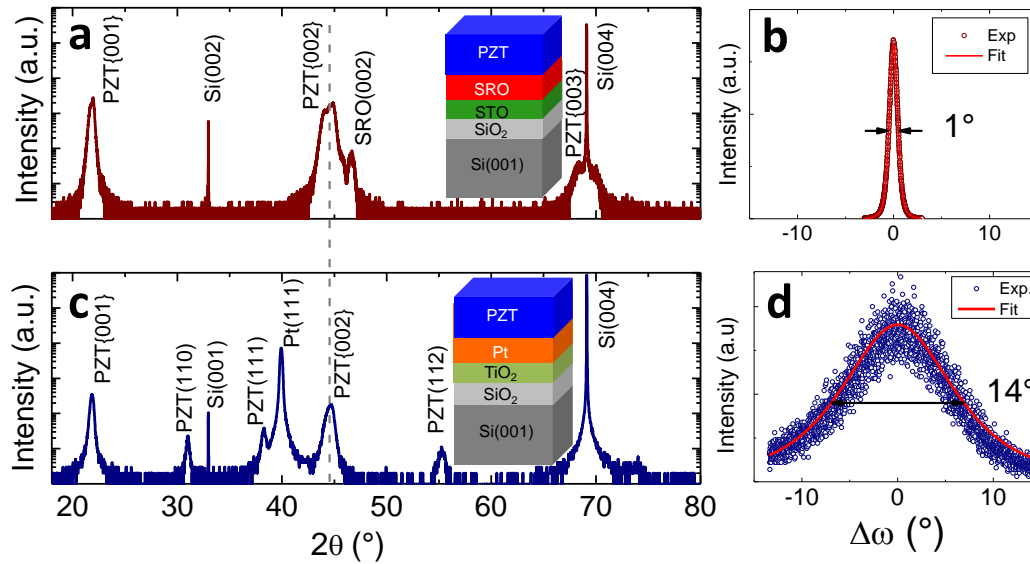 a
Intensity (a.u.)
PZT{001}
Si(002)
PZT{002}
SRO(002)
PZT
SRO
STO
SiO₂
Si(001)
PZT{003}
Si(004)
b
Intensity (a.u.)
Exp
Fit
1°
-10 0 10
c
Intensity (a.u.)
PZT{001}
PZT(110)
Si(001)
PZT(111)
Pt(111)
PZT{002}
PZT(112)
PZT
Pt
TiO₂
SiO₂
Si(001)
Si(004)
20 30 40 50 60 70 80
2θ (°)
d
Intensity (a.u)
Exp.
Fit
14°
-10 0 10
Δω (°)